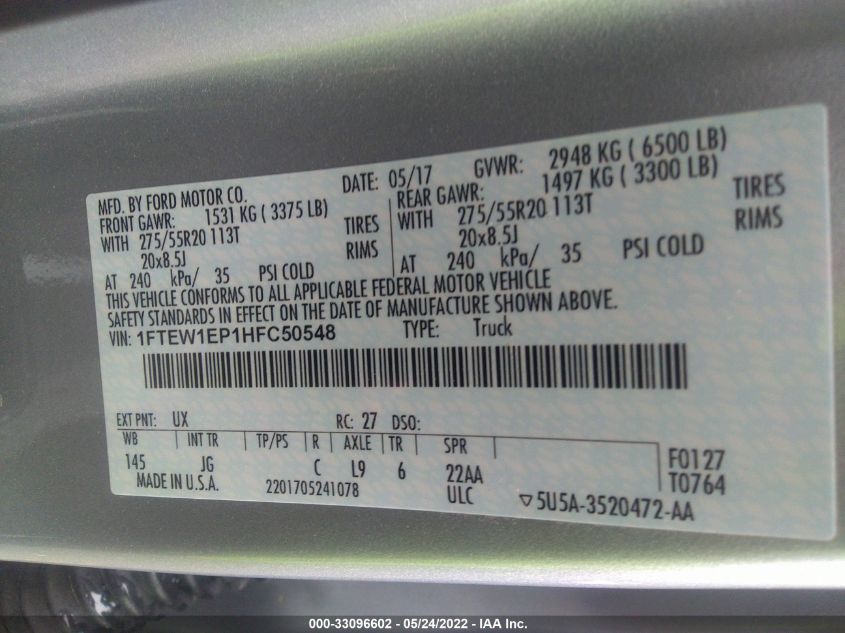 MFD. BY FORD MOTOR CO. DATE: 05/17 GVWR: 2948 KG ( 6500 LB)
FRONT GAWR: 1531 KG ( 3375 LB) REAR GAWR: 1497 KG ( 3300 LB)
WITH 275/55R20 113T TIRES WITH 275/55R20 113T TIRES
20x8.5J RIMS 20x8.5J RIMS
AT 240 kPa/ 35 PSI COLD AT 240 kPa/ 35 PSI COLD
THIS VEHICLE CONFORMS TO ALL APPLICABLE FEDERAL MOTOR VEHICLE
SAFETY STANDARDS IN EFFECT ON THE DATE OF MANUFACTURE SHOWN ABOVE.
VIN: 1FTEW1EP1HFC50548 TYPE: Truck
EXT PNT: UX RC: 27 DSO:
WB INT TR TP/PS R AXLE TR SPR
145 JG C L9 6 22AA F0127
MADE IN U.S.A. 2201705241078 ULC T0764
▽5U5A-3520472-AA
000-33096602 - 05/24/2022 - IAA Inc.